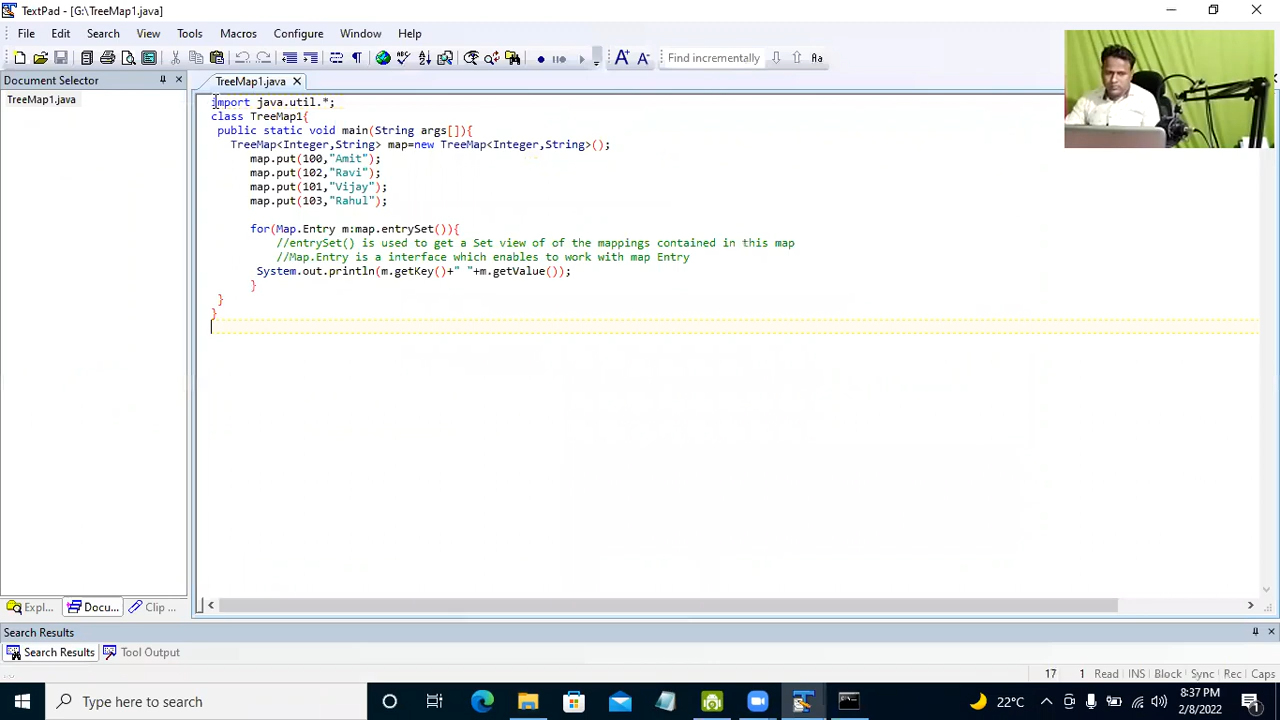 TextPad - [G:\TreeMap1.java]
File Edit Search View Tools Macros Configure Window Help
Find incrementally Aa
Document Selector
TreeMap1.java
TreeMap1.java
import java.util.*;
class TreeMap1{
public static void main(String args[]){
TreeMap<Integer,String> map=new TreeMap<Integer,String>();
map.put(100,"Amit");
map.put(102,"Ravi");
map.put(101,"Vijay");
map.put(103,"Rahul");
for(Map.Entry m:map.entrySet()){
//entrySet() is used to get a Set view of of the mappings contained in this map
//Map.Entry is a interface which enables to work with map Entry
System.out.println(m.getKey()+" "+m.getValue());
}
}
}
Expl... Docu... Clip ...
Search Results
Search Results Tool Output
17 1 Read INS Block Sync Rec Caps
Type here to search
22°C
8:37 PM
2/8/2022
1